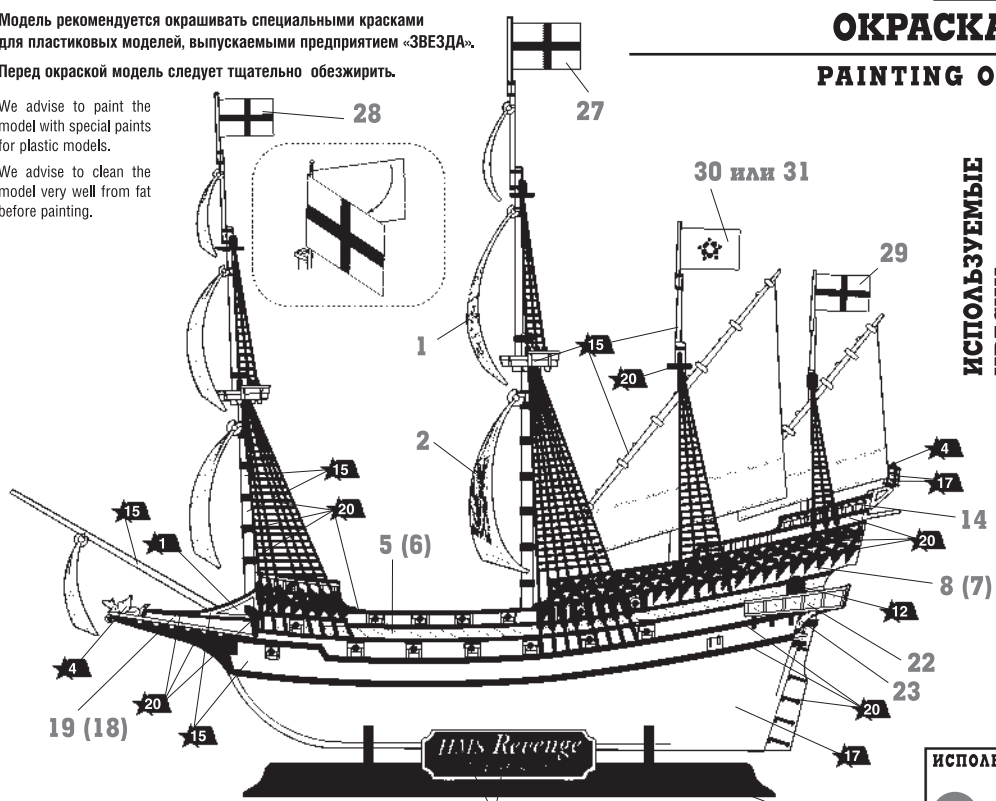 Модель рекомендуется окрашивать специальными красками
для пластиковых моделей, выпускаемыми предприятием «ЗВЕЗДА».
Перед окраской модель следует тщательно обезжирить.
We advise to paint the
model with special paints
for plastic models.
We advise to clean the
model very well from fat
before painting.
ОКРАСКА
PAINTING O
ИСПОЛЬЗУЕМЫЕ
28
27
30 или 31
29
1
15
20
2
15
20
4
17
14
20
15
1
5 (6)
8 (7)
12
4
20
19 (18)
15
22
23
20
17
HMS Revenge
ИСПОЛЬ